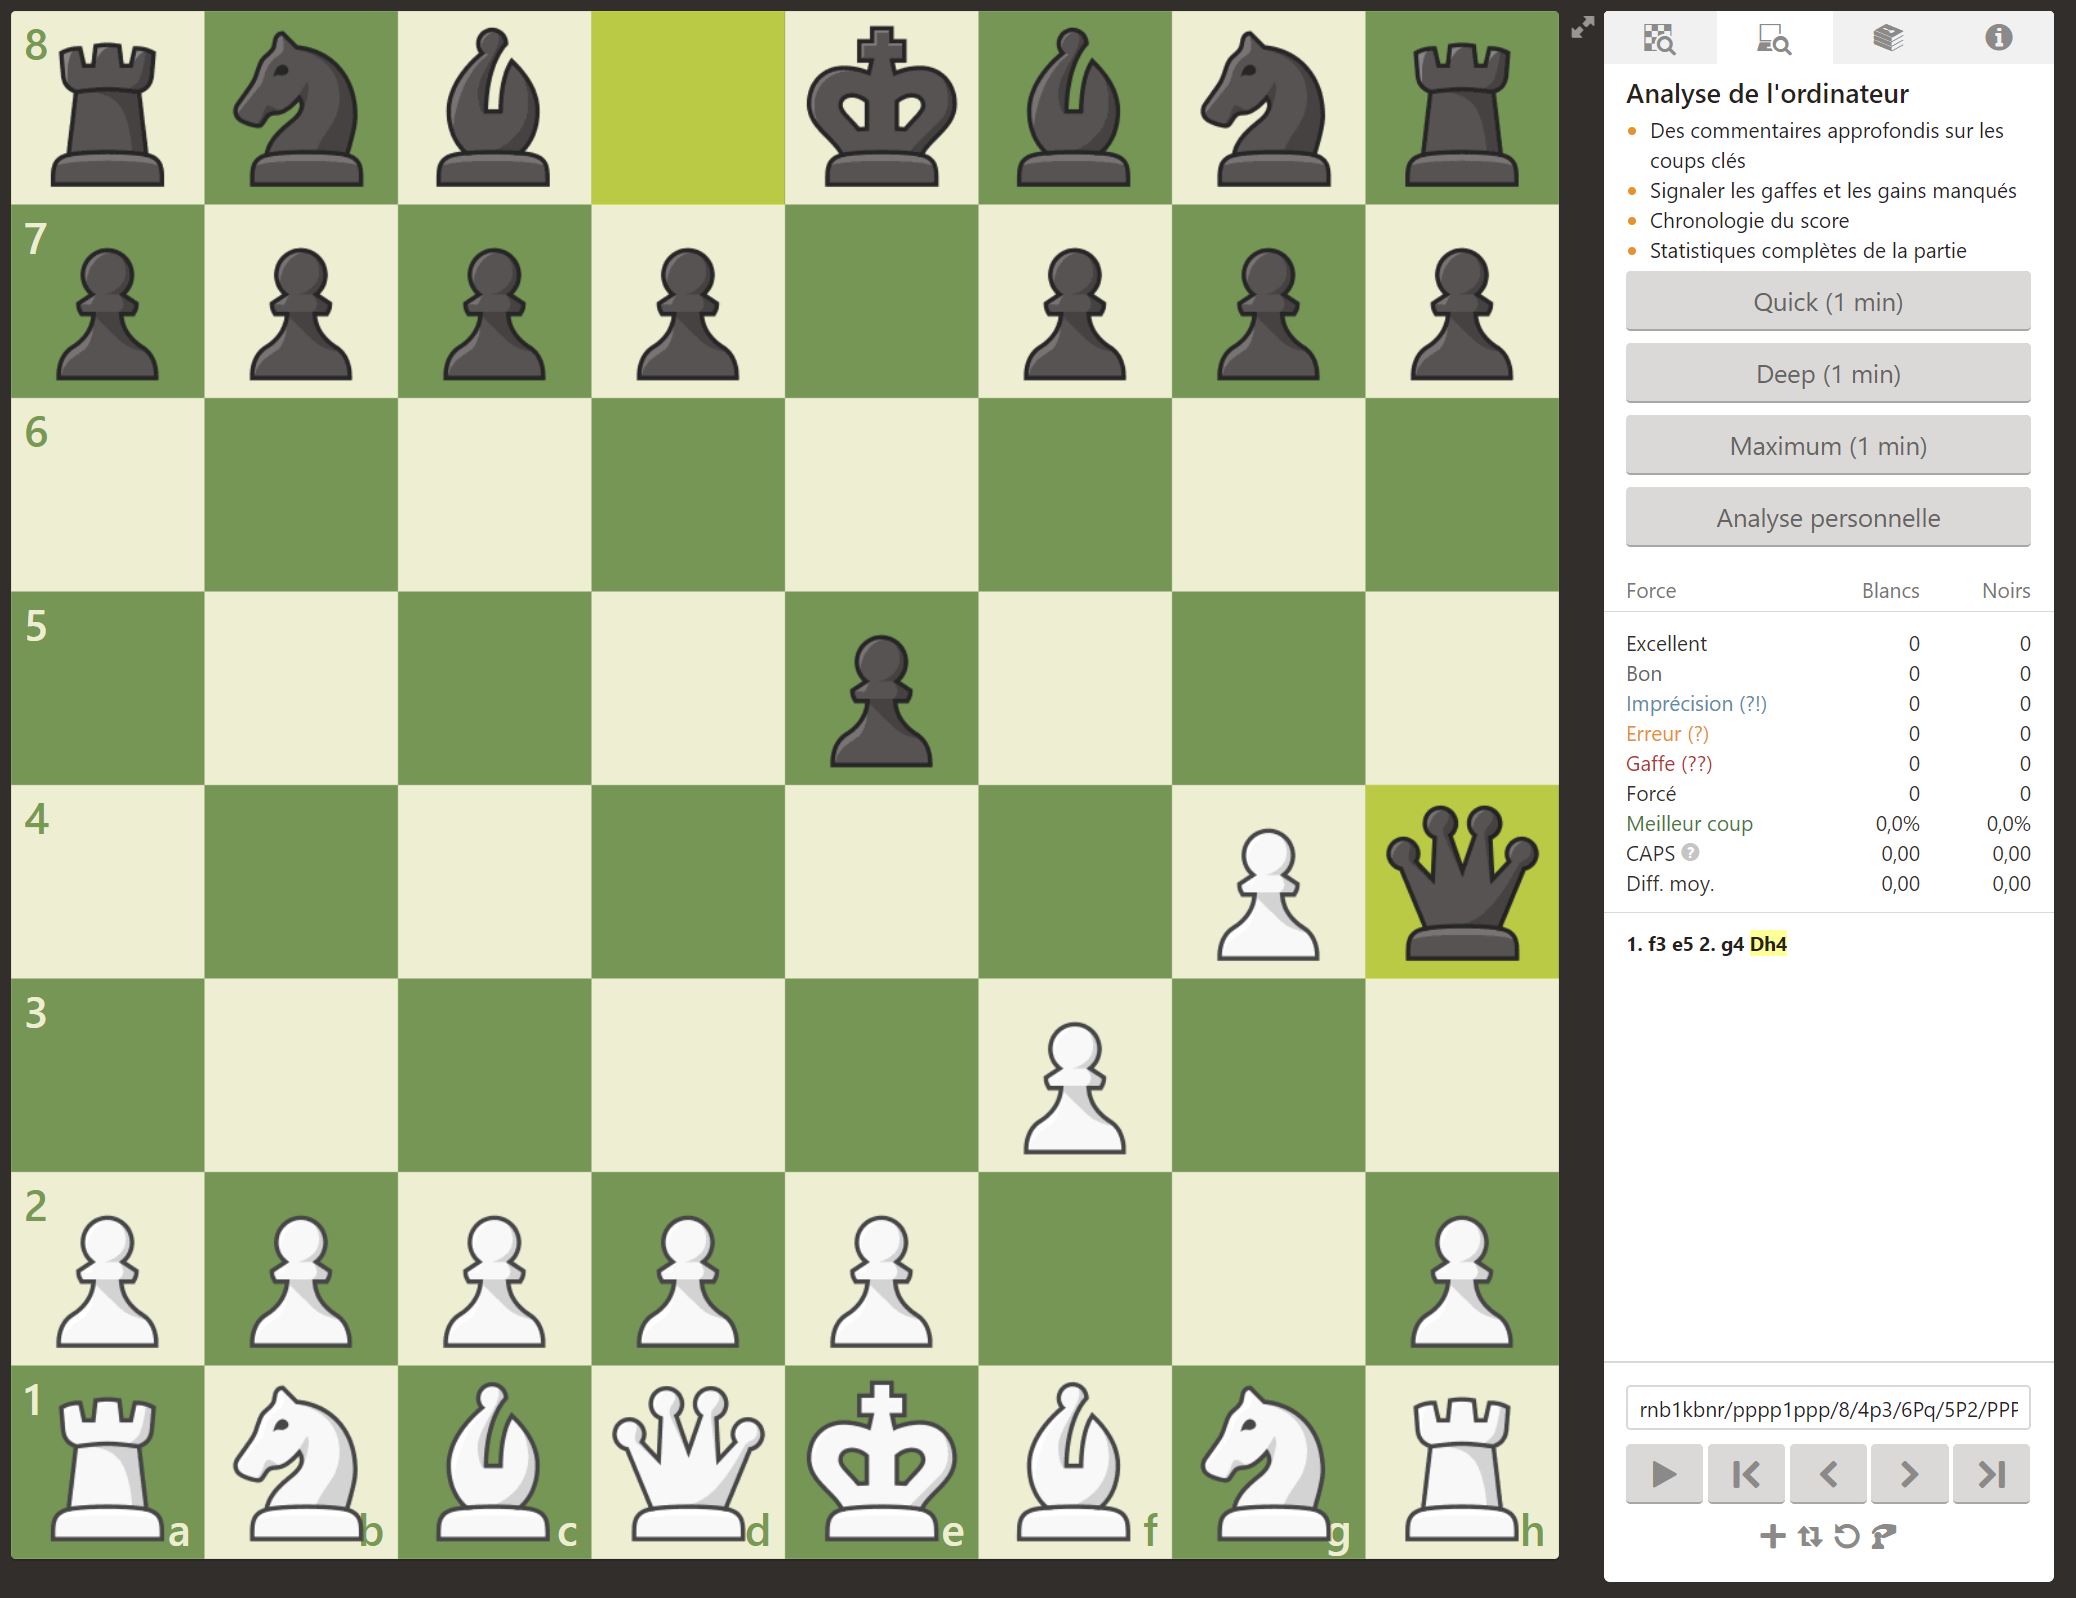 8
7
6
5
4
3
2
1
a b c d e f g h
Analyse de l'ordinateur
Des commentaires approfondis sur les
coups clés
Signaler les gaffes et les gains manqués
Chronologie du score
Statistiques complètes de la partie
Quick (1 min)
Deep (1 min)
Maximum (1 min)
Analyse personnelle
Force Blancs Noirs
Excellent 0 0
Bon 0 0
Imprécision (?!) 0 0
Erreur (?) 0 0
Gaffe (??) 0 0
Forcé 0 0
Meilleur coup 0,0% 0,0%
CAPS ? 0,00 0,00
Diff. moy. 0,00 0,00
1. f3 e5 2. g4 Dh4
rnb1kbnr/pppp1ppp/8/4p3/6Pq/5P2/PPP